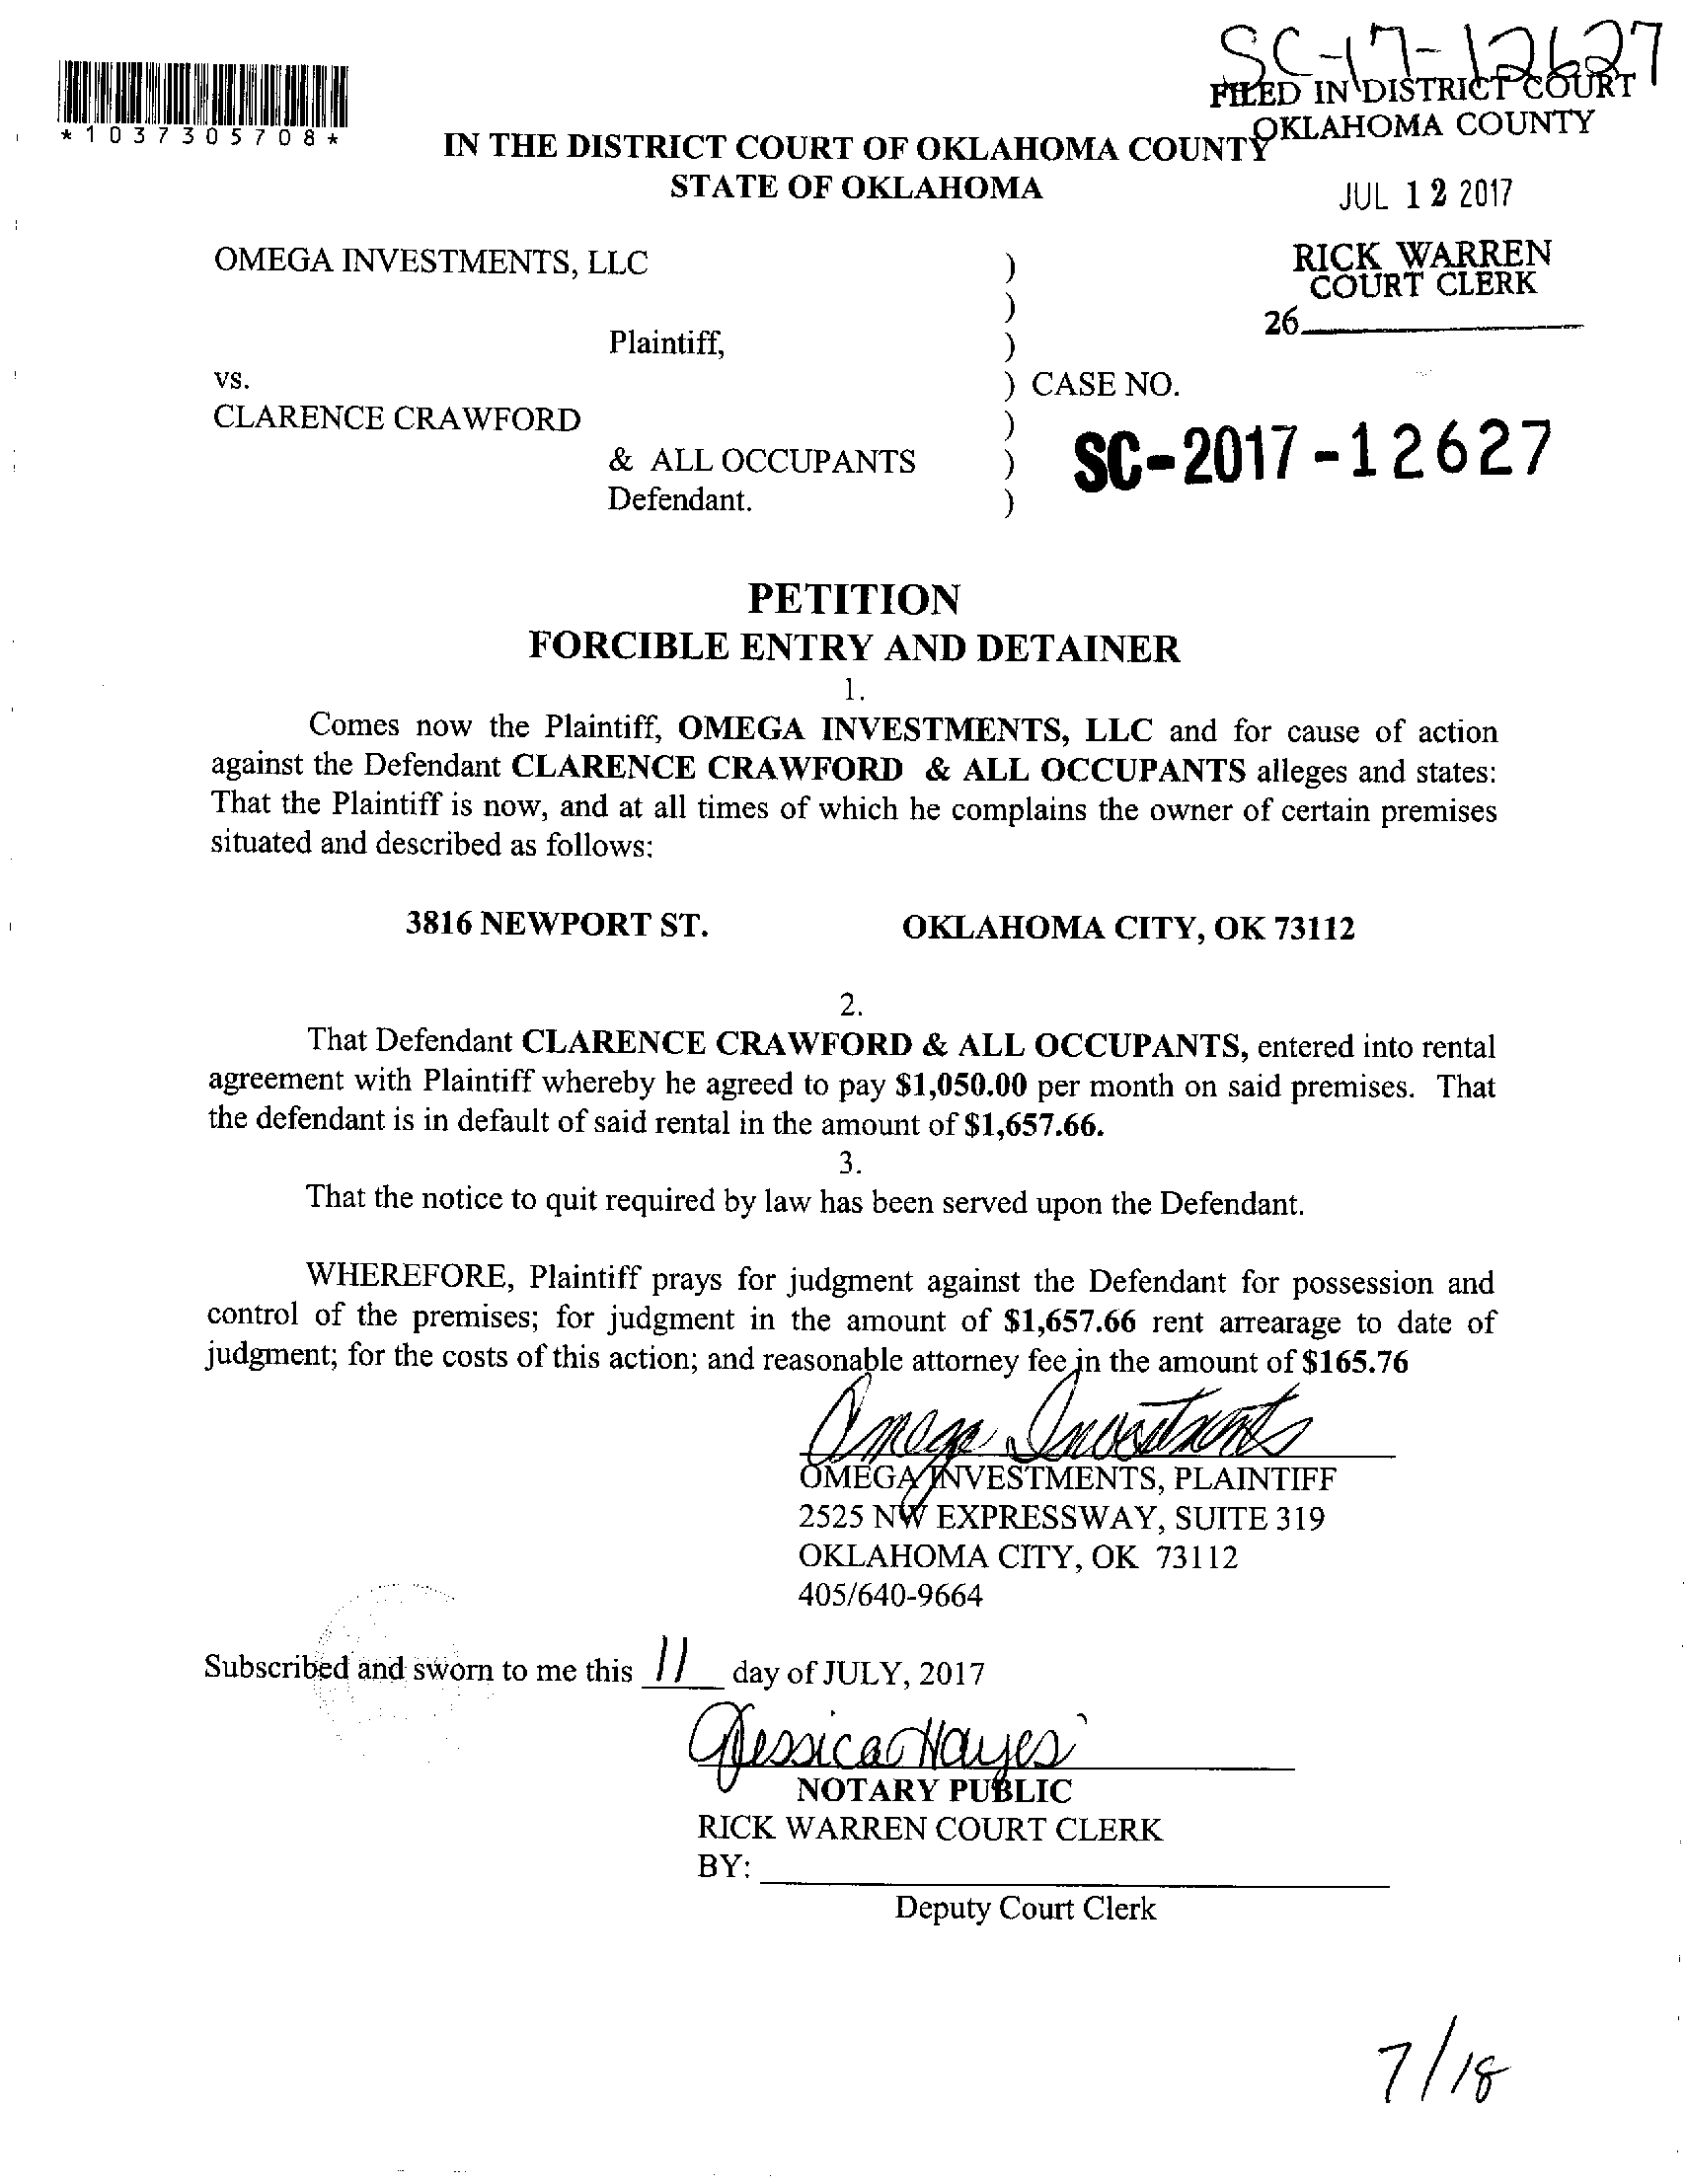 SC-17-12627
FILED IN DISTRICT COURT
OKLAHOMA COUNTY
*1037305708*
IN THE DISTRICT COURT OF OKLAHOMA COUNTY
STATE OF OKLAHOMA
JUL 12 2017
OMEGA INVESTMENTS, LLC )
RICK WARREN
COURT CLERK
)
26
Plaintiff, )
vs. ) CASE NO.
CLARENCE CRAWFORD )
& ALL OCCUPANTS ) SC-2017-12627
Defendant. )
PETITION
FORCIBLE ENTRY AND DETAINER
1.
Comes now the Plaintiff, OMEGA INVESTMENTS, LLC and for cause of action
against the Defendant CLARENCE CRAWFORD & ALL OCCUPANTS alleges and states:
That the Plaintiff is now, and at all times of which he complains the owner of certain premises
situated and described as follows:
3816 NEWPORT ST. OKLAHOMA CITY, OK 73112
2.
That Defendant CLARENCE CRAWFORD & ALL OCCUPANTS, entered into rental
agreement with Plaintiff whereby he agreed to pay $1,050.00 per month on said premises. That
the defendant is in default of said rental in the amount of $1,657.66.
3.
That the notice to quit required by law has been served upon the Defendant.
WHEREFORE, Plaintiff prays for judgment against the Defendant for possession and
control of the premises; for judgment in the amount of $1,657.66 rent arrearage to date of
judgment; for the costs of this action; and reasonable attorney fee in the amount of $165.76
Omega Investments
OMEGA INVESTMENTS, PLAINTIFF
2525 NW EXPRESSWAY, SUITE 319
OKLAHOMA CITY, OK 73112
405/640-9664
Subscribed and sworn to me this 11 day of JULY, 2017
Jessica Hayes
NOTARY PUBLIC
RICK WARREN COURT CLERK
BY:
Deputy Court Clerk
7/18